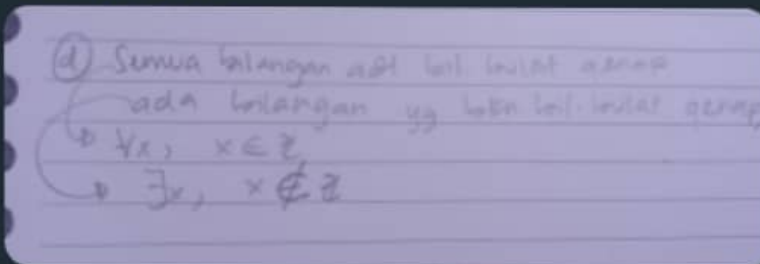 (d) Semua bilangan adl bil. bulat genap
ada bilangan yg bkn bil. bulat genap
∀x, x ∈ Z
∃x, x ∉ Z